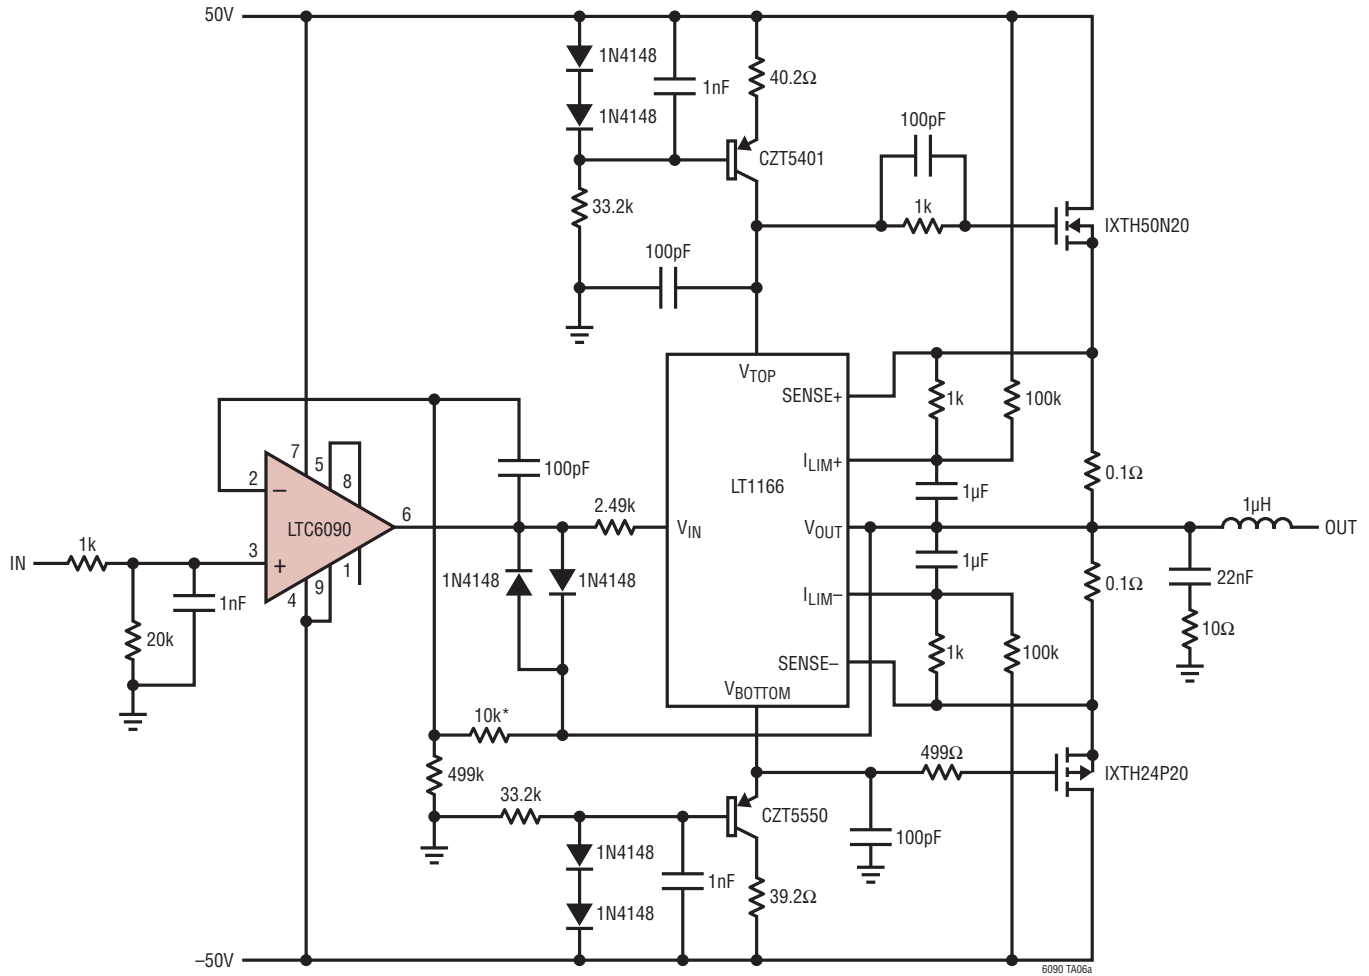 50V
1N4148
1nF
40.2Ω
1N4148
100pF
CZT5401
33.2k
1k
IXTH50N20
100pF
VTOP
SENSE+
1k
100k
7
5
8
2
–
100pF
ILIM+
0.1Ω
1µF
LT1166
2.49k
6
LTC6090
VIN
VOUT
1µH
OUT
IN
1k
3
+
1
1N4148
1N4148
1µF
0.1Ω
22nF
4
9
1nF
ILIM–
20k
10Ω
1k
100k
SENSE–
VBOTTOM
10k*
499k
499Ω
IXTH24P20
33.2k
CZT5550
100pF
1N4148
1nF
39.2Ω
1N4148
–50V
6090 TA06a